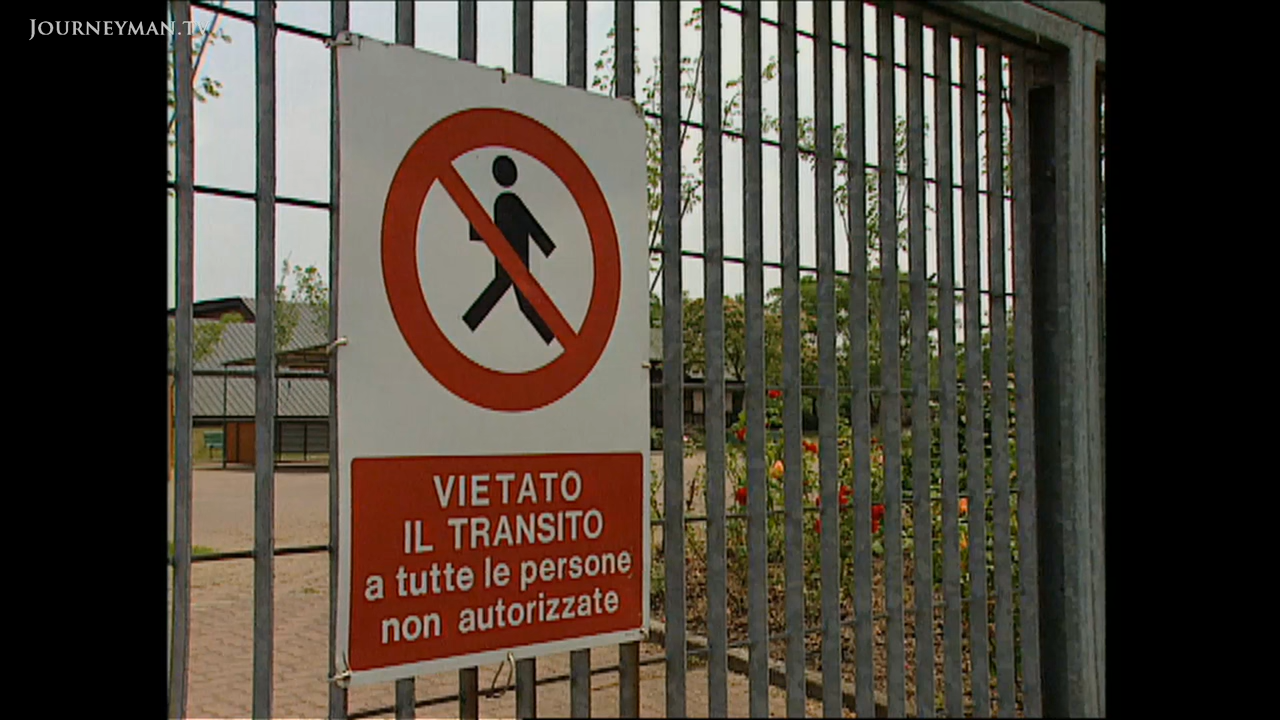 JOURNEYMAN.TV
VIETATO
IL TRANSITO
a tutte le persone
non autorizzate